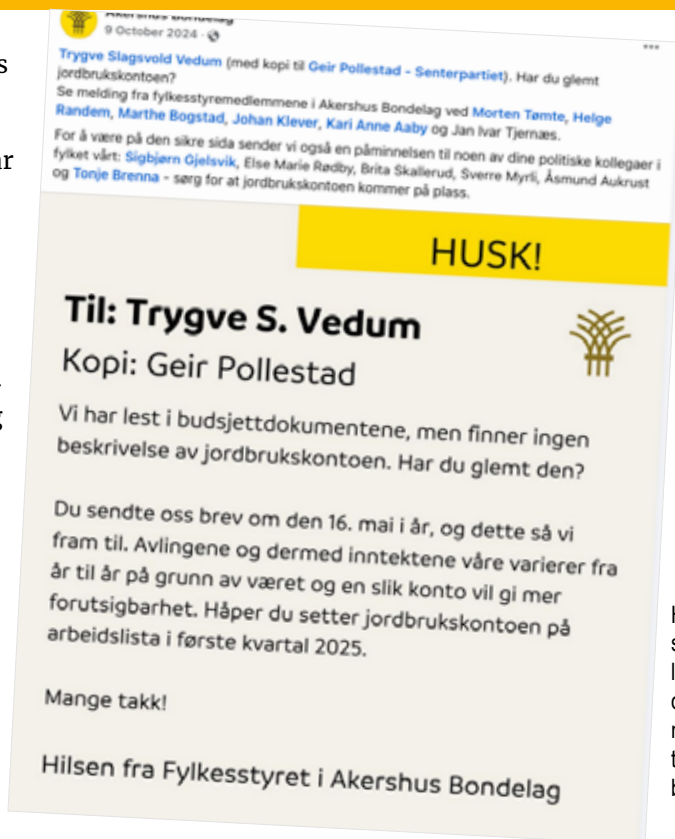 Akershus Bondelag
9 October 2024
Trygve Slagsvold Vedum (med kopi til Geir Pollestad - Senterpartiet). Har du glemt
jordbrukskontoen?
Se melding fra fylkesstyremedlemmene i Akershus Bondelag ved Morten Tømte, Helge
Randem, Marthe Bogstad, Johan Klever, Kari Anne Aaby og Jan Ivar Tjernæs.
For å være på den sikre sida sender vi også en påminnelsen til noen av dine politiske kollegaer i
fylket vårt: Sigbjørn Gjelsvik, Else Marie Rødby, Brita Skallerud, Sverre Myrli, Åsmund Aukrust
og Tonje Brenna - sørg for at jordbrukskontoen kommer på plass.
HUSK!
Til: Trygve S. Vedum
Kopi: Geir Pollestad
Vi har lest i budsjettdokumentene, men finner ingen
beskrivelse av jordbrukskontoen. Har du glemt den?
Du sendte oss brev om den 16. mai i år, og dette så vi
fram til. Avlingene og dermed inntektene våre varierer fra
år til år på grunn av været og en slik konto vil gi mer
forutsigbarhet. Håper du setter jordbrukskontoen på
arbeidslista i første kvartal 2025.
Mange takk!
Hilsen fra Fylkesstyret i Akershus Bondelag